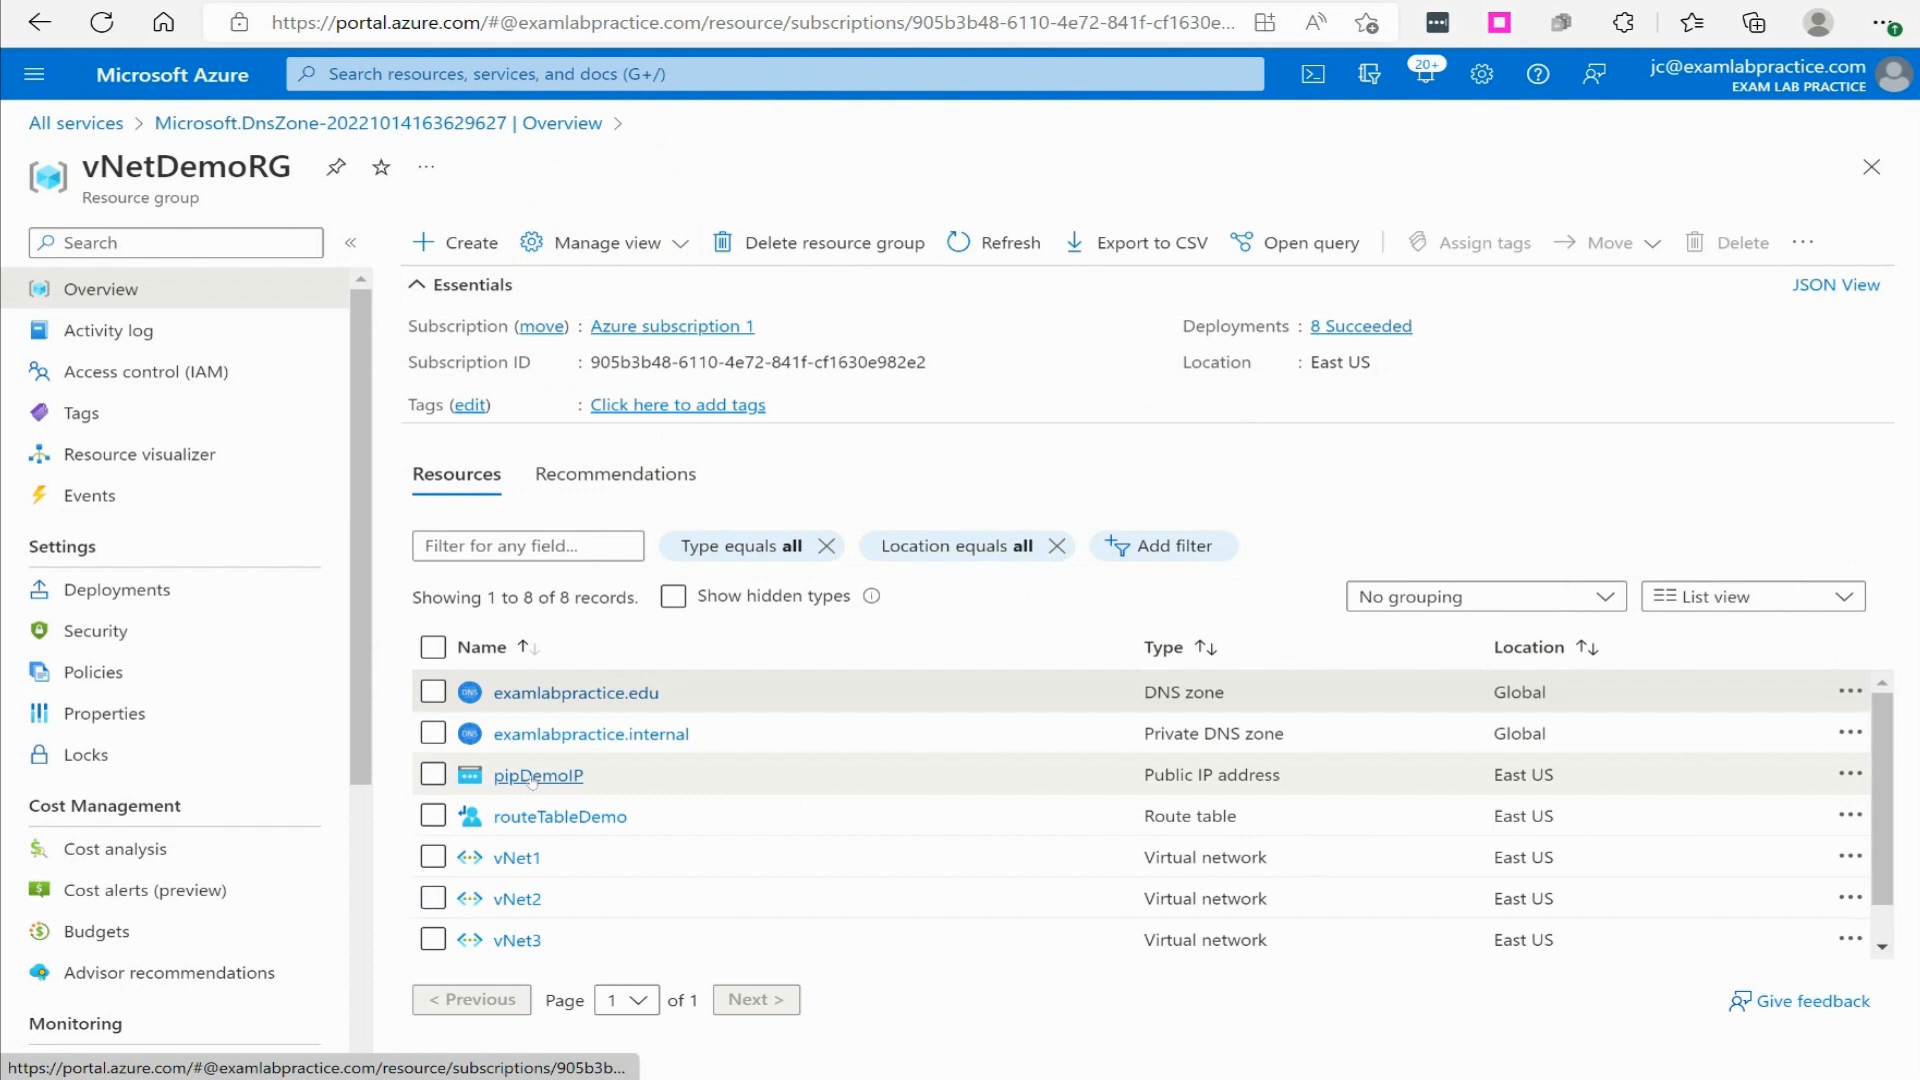 https://portal.azure.com/#@examlabpractice.com/resource/subscriptions/905b3b48-6110-4e72-841f-cf1630e...
Microsoft Azure
Search resources, services, and docs (G+/)
20+
jc@examlabpractice.com
EXAM LAB PRACTICE
All services > Microsoft.DnsZone-20221014163629627 | Overview >
vNetDemoRG
Resource group
Search
Create
Manage view
Delete resource group
Refresh
Export to CSV
Open query
Assign tags
Move
Delete
Overview
Activity log
Access control (IAM)
Tags
Resource visualizer
Events
Settings
Deployments
Security
Policies
Properties
Locks
Cost Management
Cost analysis
Cost alerts (preview)
Budgets
Advisor recommendations
Monitoring
Essentials
JSON View
Subscription (move) : Azure subscription 1
Deployments : 8 Succeeded
Subscription ID : 905b3b48-6110-4e72-841f-cf1630e982e2
Location : East US
Tags (edit) : Click here to add tags
Resources Recommendations
Filter for any field...
Type equals all
Location equals all
Add filter
Showing 1 to 8 of 8 records.
Show hidden types
No grouping
List view
Name Type Location
DNS examlabpractice.edu DNS zone Global
DNS examlabpractice.internal Private DNS zone Global
pipDemoIP Public IP address East US
routeTableDemo Route table East US
vNet1 Virtual network East US
vNet2 Virtual network East US
vNet3 Virtual network East US
< Previous Page 1 of 1 Next >
Give feedback
https://portal.azure.com/#@examlabpractice.com/resource/subscriptions/905b3b...